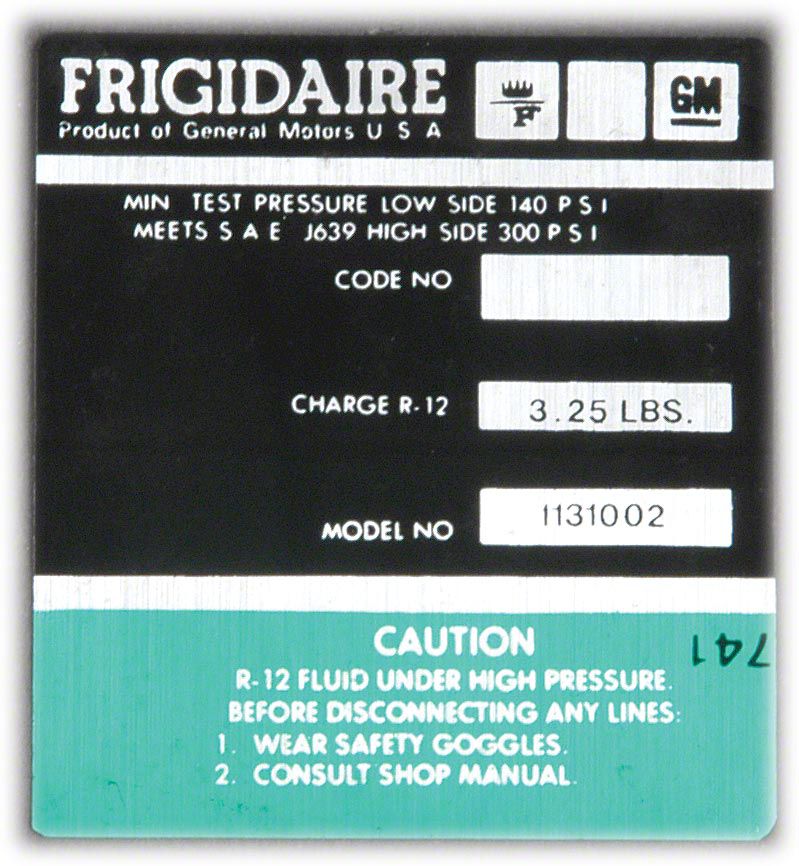 FRIGIDAIRE
Product of General Motors U S A
F
GM
MIN TEST PRESSURE LOW SIDE 140 P S I
MEETS S A E J639 HIGH SIDE 300 P S I
CODE NO
CHARGE R-12 3.25 LBS.
MODEL NO 1131002
741
CAUTION
R-12 FLUID UNDER HIGH PRESSURE.
BEFORE DISCONNECTING ANY LINES:
1. WEAR SAFETY GOGGLES.
2. CONSULT SHOP MANUAL.